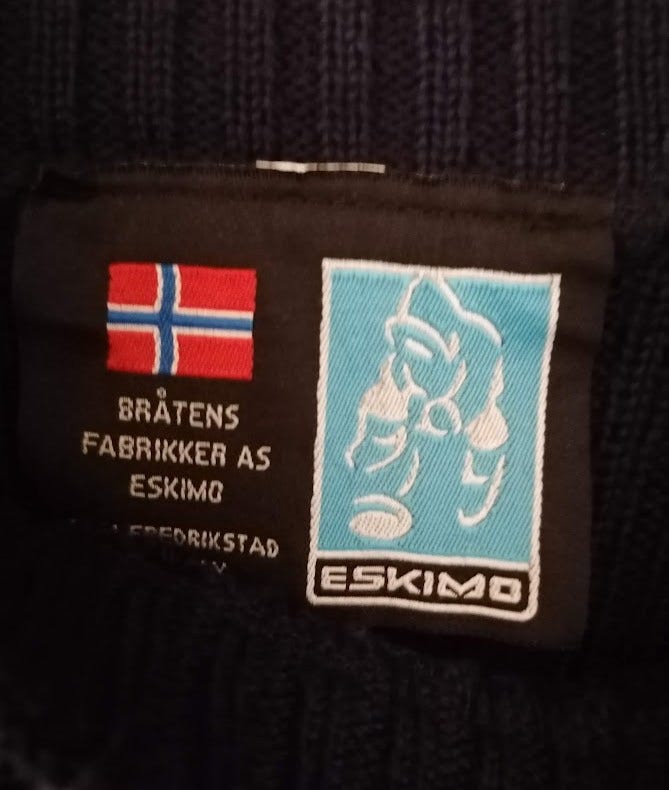 BRÅTENS
FABRIKKER AS
ESKIMO
FREDRIKSTAD
ESKIMO